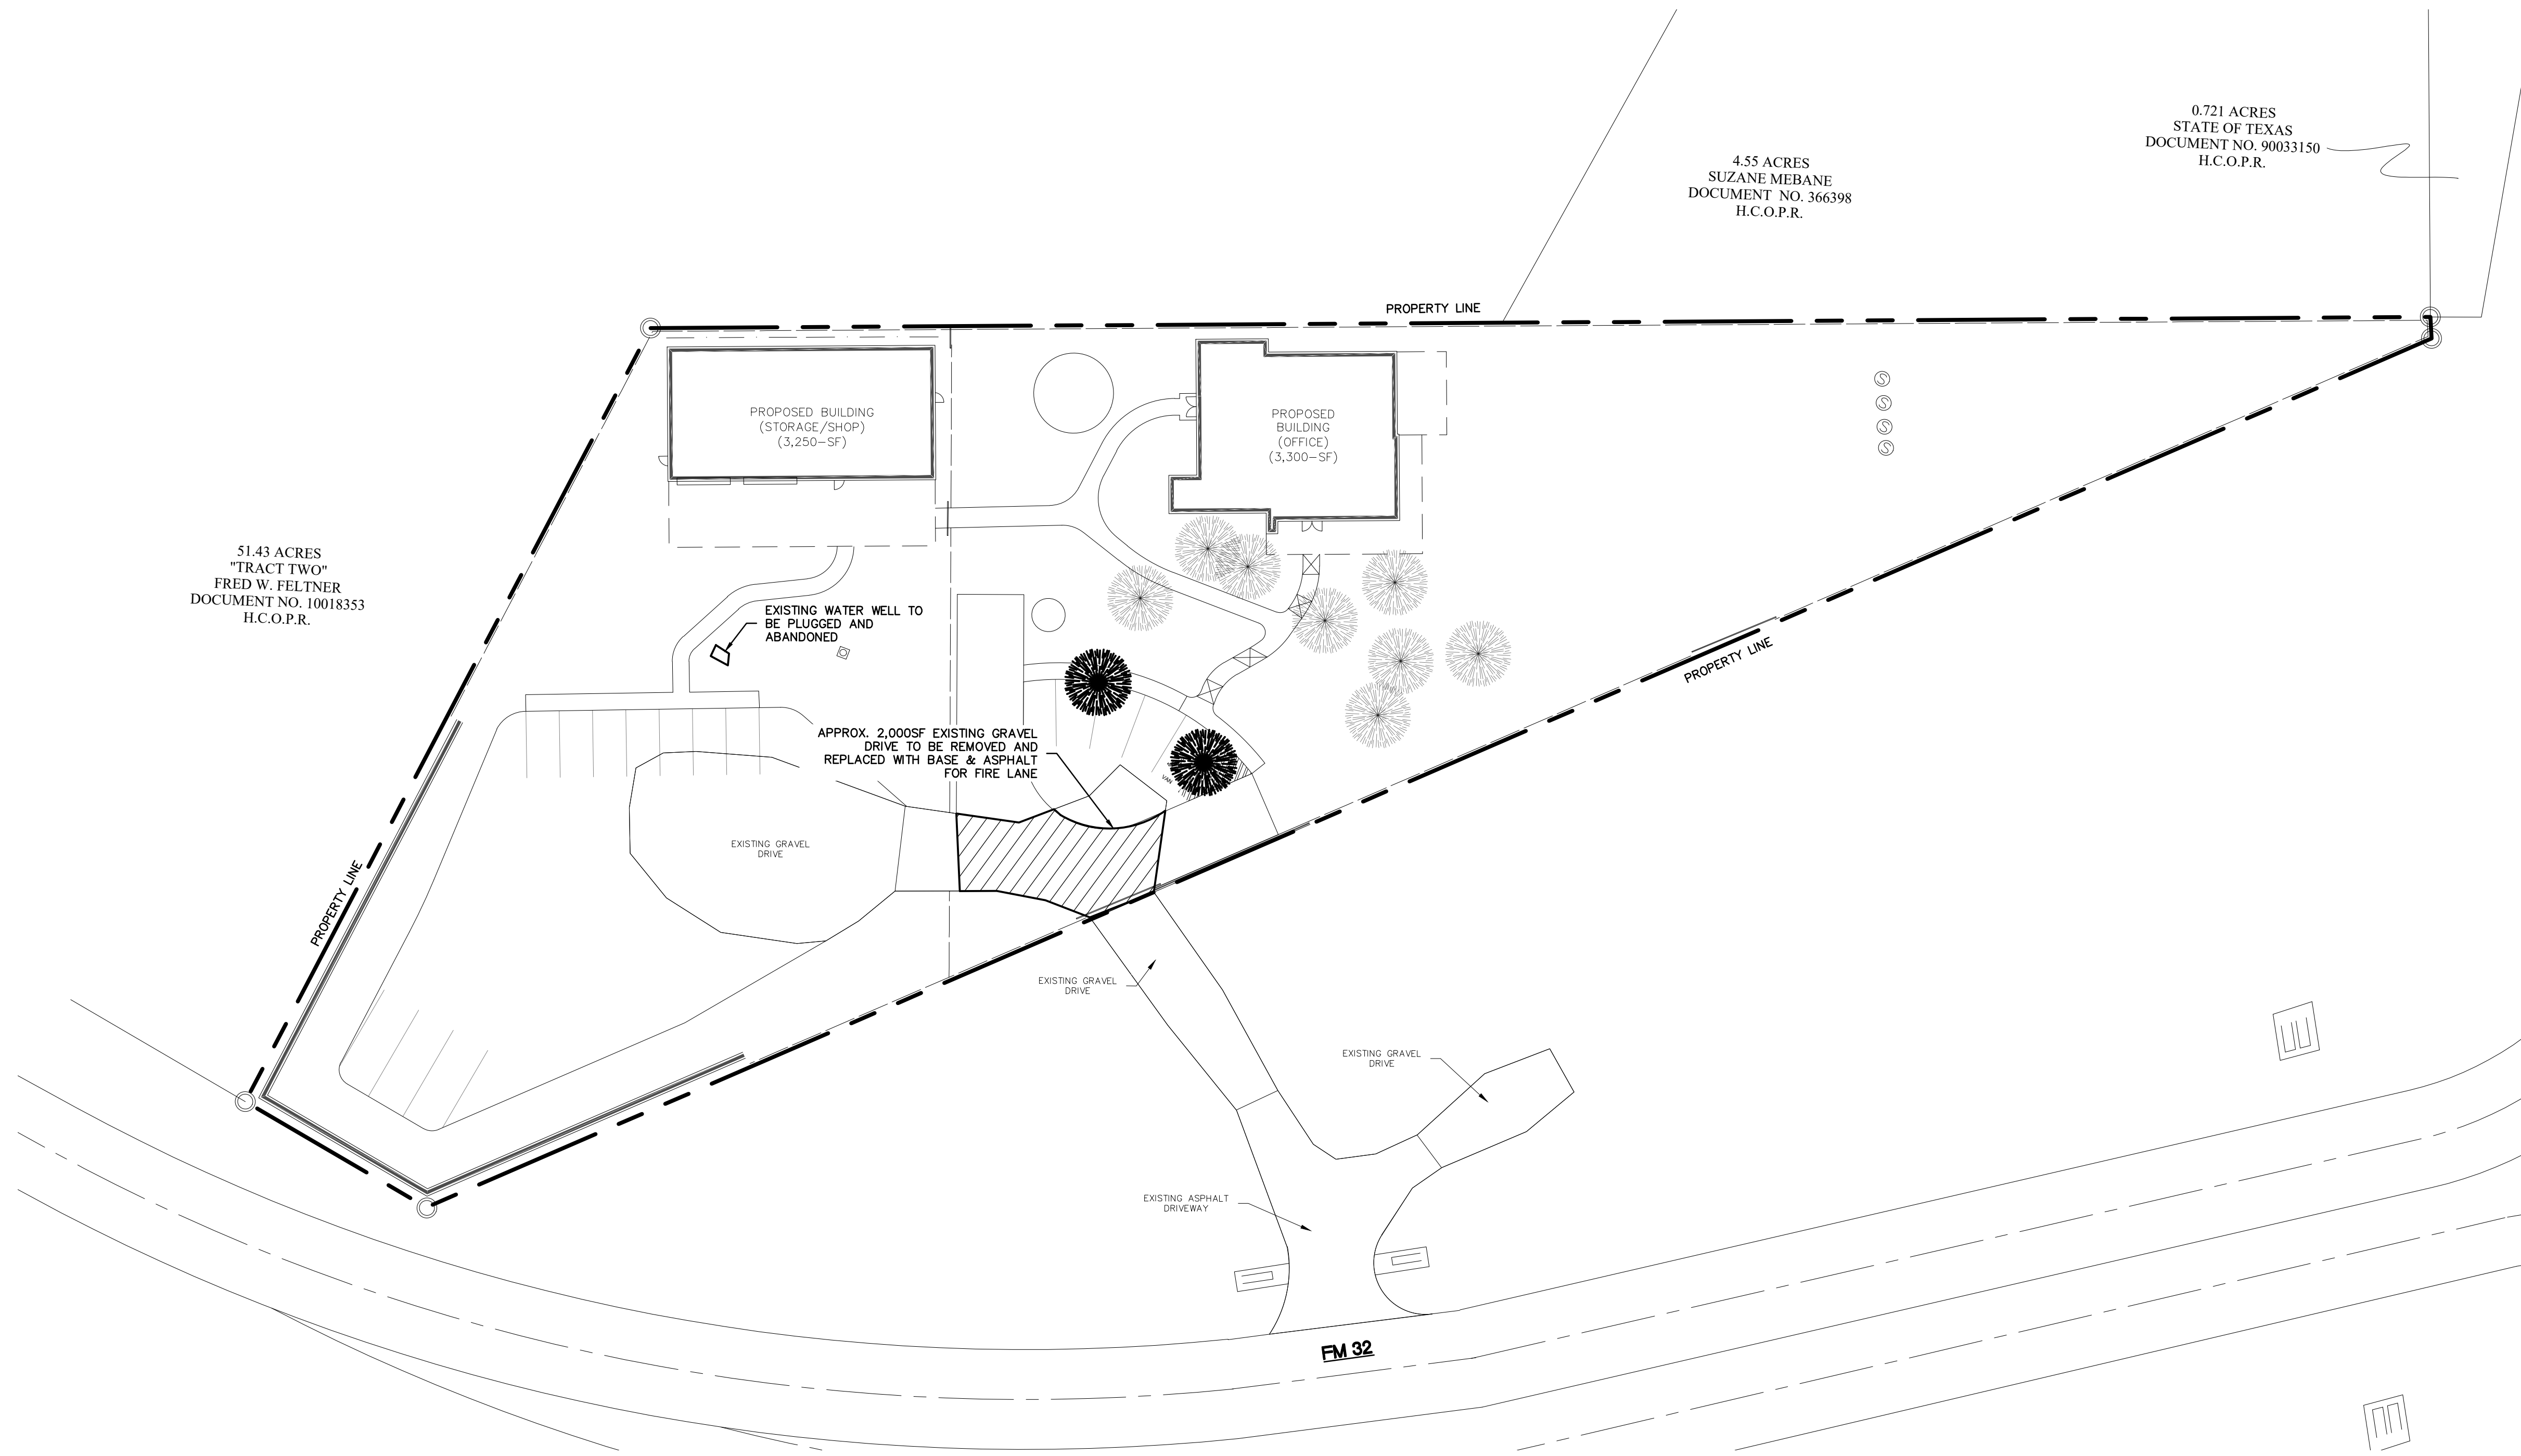 0.721 ACRES
STATE OF TEXAS
DOCUMENT NO. 90033150
H.C.O.P.R.
4.55 ACRES
SUZANE MEBANE
DOCUMENT NO. 366398
H.C.O.P.R.
PROPERTY LINE
PROPOSED BUILDING
(STORAGE/SHOP)
(3,250-SF)
PROPOSED
BUILDING
(OFFICE)
(3,300-SF)
S
S
S
S
51.43 ACRES
"TRACT TWO"
FRED W. FELTNER
DOCUMENT NO. 10018353
H.C.O.P.R.
EXISTING WATER WELL TO
BE PLUGGED AND
ABANDONED
PROPERTY LINE
APPROX. 2,000SF EXISTING GRAVEL
DRIVE TO BE REMOVED AND
REPLACED WITH BASE & ASPHALT
FOR FIRE LANE
VAN
EXISTING GRAVEL
DRIVE
PROPERTY LINE
EXISTING GRAVEL
DRIVE
EXISTING GRAVEL
DRIVE
EXISTING ASPHALT
DRIVEWAY
FM 32